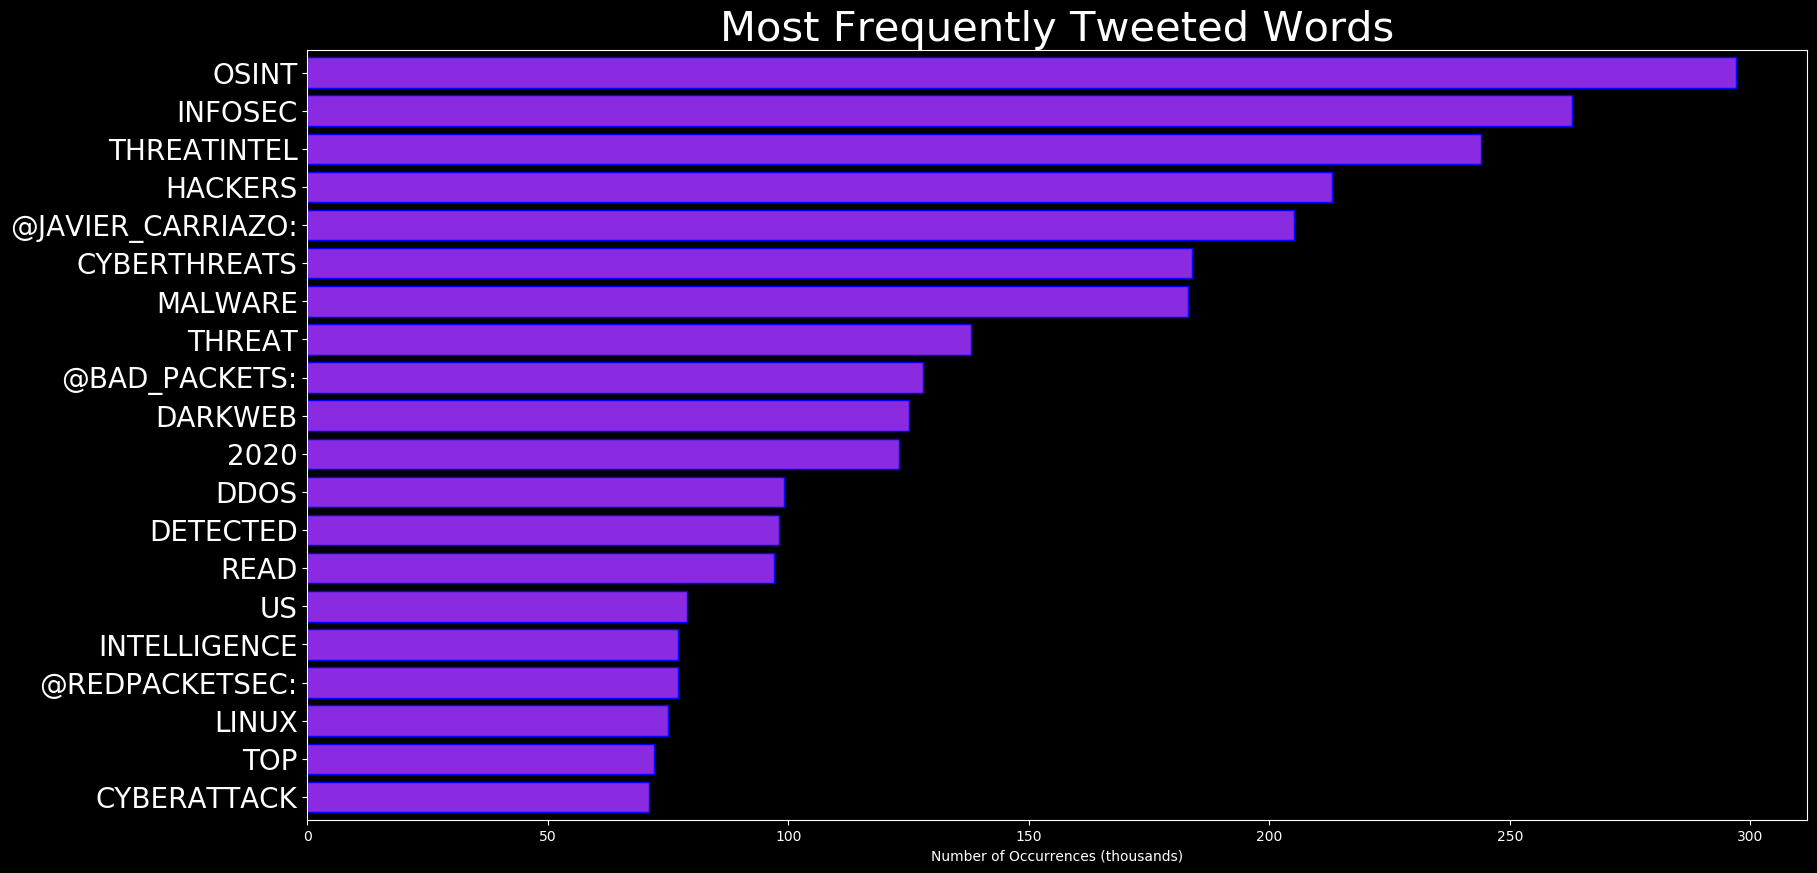 Most Frequently Tweeted Words
OSINT
INFOSEC
THREATINTEL
HACKERS
@JAVIER_CARRIAZO:
CYBERTHREATS
MALWARE
THREAT
@BAD_PACKETS:
DARKWEB
2020
DDOS
DETECTED
READ
US
INTELLIGENCE
@REDPACKETSEC:
LINUX
TOP
CYBERATTACK
0 50 100 150 200 250 300
Number of Occurrences (thousands)